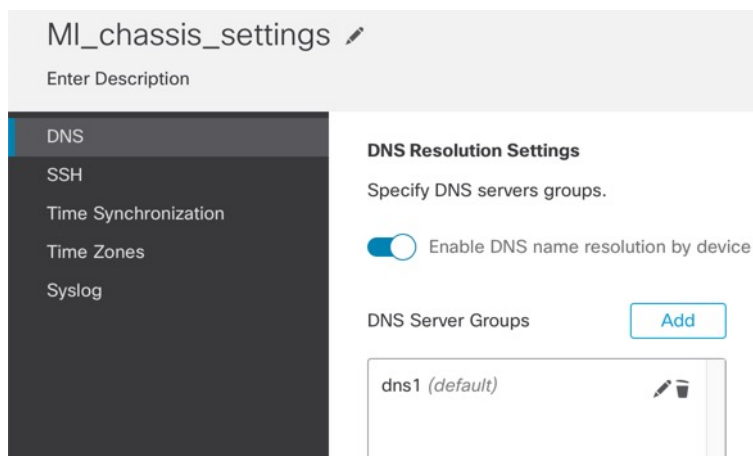 MI_chassis_settings
Enter Description
DNS
SSH
Time Synchronization
Time Zones
Syslog
DNS Resolution Settings
Specify DNS servers groups.
Enable DNS name resolution by device
DNS Server Groups
Add
dns1 (default)